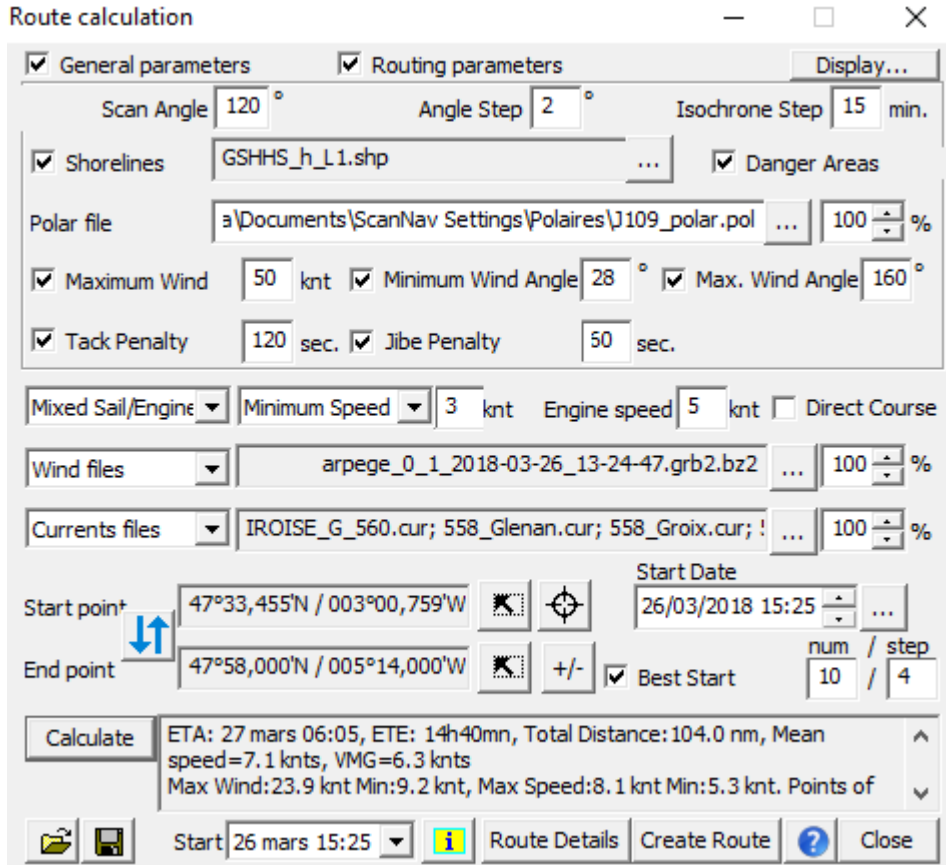 Route calculation
General parameters Routing parameters Display...
Scan Angle 120 ° Angle Step 2 ° Isochrone Step 15 min.
Shorelines GSHHS_h_L1.shp ... Danger Areas
Polar file a\Documents\ScanNav Settings\Polaires\J109_polar.pol ... 100 %
Maximum Wind 50 knt Minimum Wind Angle 28 ° Max. Wind Angle 160 °
Tack Penalty 120 sec. Jibe Penalty 50 sec.
Mixed Sail/Engine Minimum Speed 3 knt Engine speed 5 knt Direct Course
Wind files arpege_0_1_2018-03-26_13-24-47.grb2.bz2 ... 100 %
Currents files IROISE_G_560.cur; 558_Glenan.cur; 558_Groix.cur; ... 100 %
Start Date
Start point 47°33,455'N / 003°00,759'W 26/03/2018 15:25 ...
num / step
End point 47°58,000'N / 005°14,000'W +/- Best Start 10 / 4
Calculate ETA: 27 mars 06:05, ETE: 14h40mn, Total Distance:104.0 nm, Mean
speed=7.1 knts, VMG=6.3 knts
Max Wind:23.9 knt Min:9.2 knt, Max Speed:8.1 knt Min:5.3 knt. Points of
Start 26 mars 15:25 i Route Details Create Route ? Close